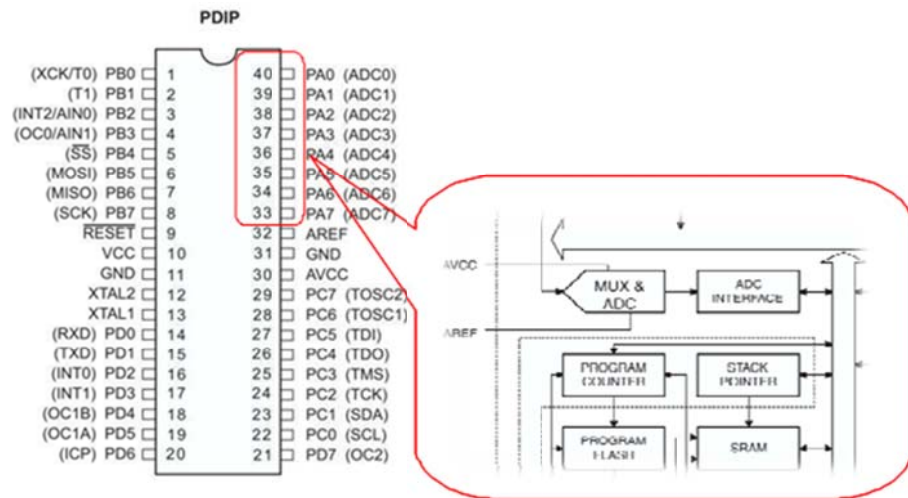 PDIP
(XCK/T0) PB0 1 40 PA0 (ADC0)
(T1) PB1 2 39 PA1 (ADC1)
(INT2/AIN0) PB2 3 38 PA2 (ADC2)
(OC0/AIN1) PB3 4 37 PA3 (ADC3)
(SS) PB4 5 36 PA4 (ADC4)
(MOSI) PB5 6 35 PA5 (ADC5)
(MISO) PB6 7 34 PA6 (ADC6)
(SCK) PB7 8 33 PA7 (ADC7)
RESET 9 32 AREF
VCC 10 31 GND
GND 11 30 AVCC
XTAL2 12 29 PC7 (TOSC2)
XTAL1 13 28 PC6 (TOSC1)
(RXD) PD0 14 27 PC5 (TDI)
(TXD) PD1 15 26 PC4 (TDO)
(INT0) PD2 16 25 PC3 (TMS)
(INT1) PD3 17 24 PC2 (TCK)
(OC1B) PD4 18 23 PC1 (SDA)
(OC1A) PD5 19 22 PC0 (SCL)
(ICP) PD6 20 21 PD7 (OC2)
AVCC
MUX &
ADC
ADC
INTERFACE
AREF
PROGRAM
COUNTER
STACK
POINTER
PROGRAM
FLASH
SRAM